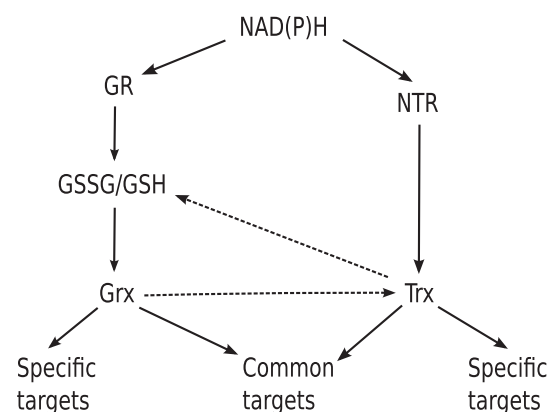 NAD(P)H
GR
NTR
GSSG/GSH
Grx
Trx
Specific
targets
Common
targets
Specific
targets